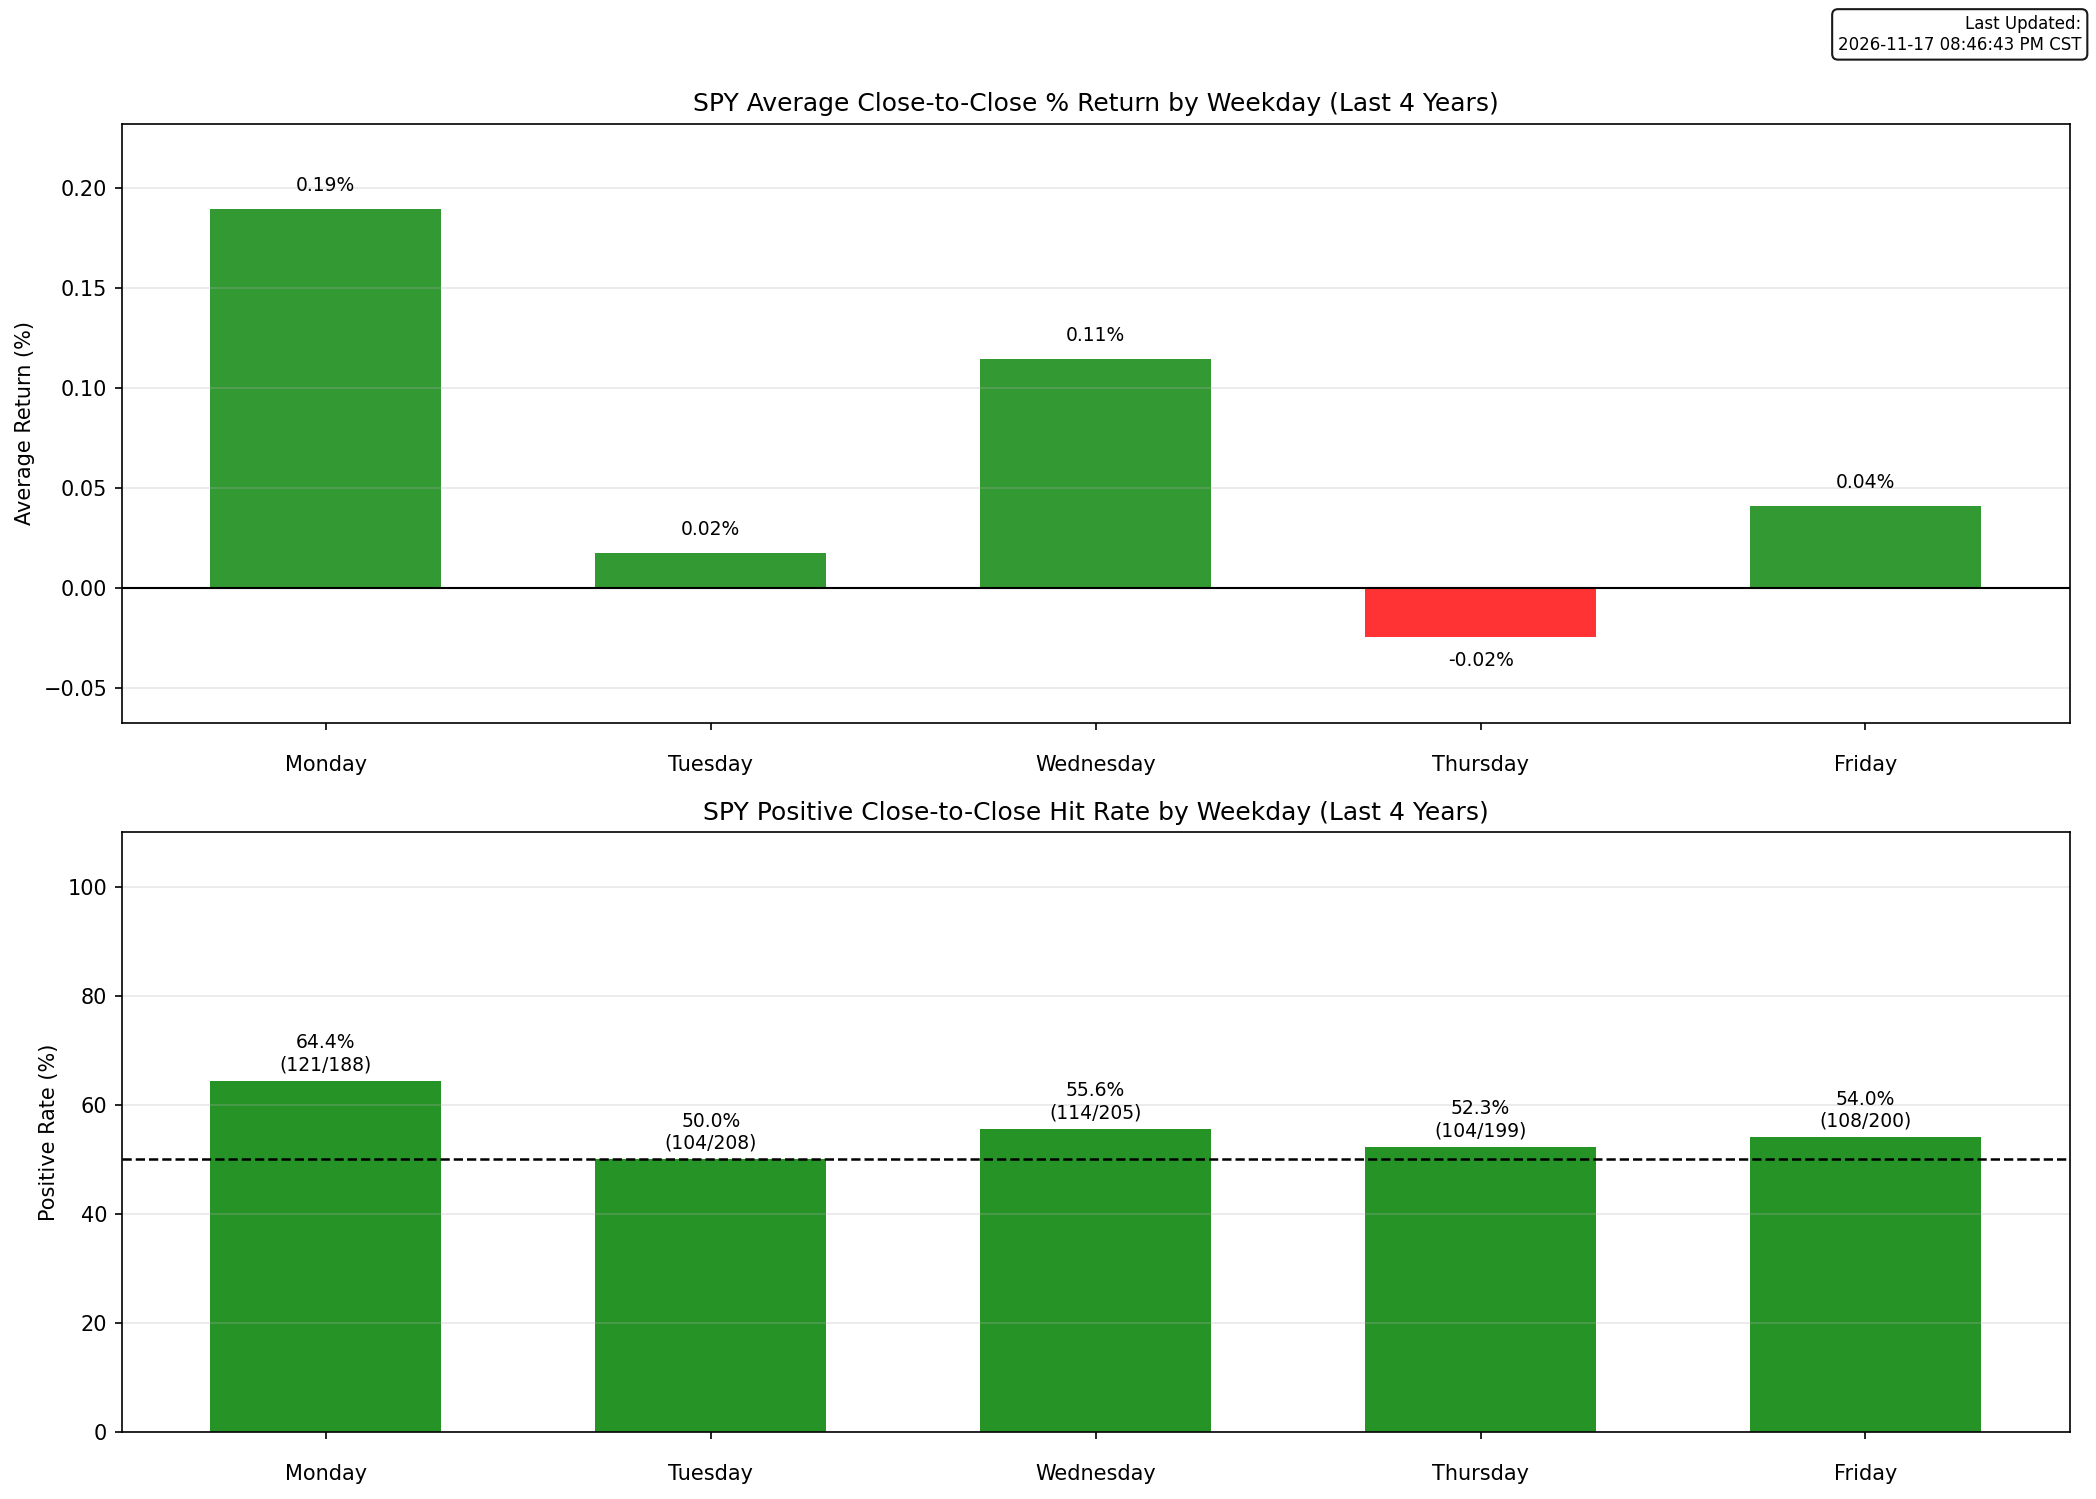 Last Updated:
2026-11-17 08:46:43 PM CST
SPY Average Close-to-Close % Return by Weekday (Last 4 Years)
Average Return (%)
0.20
0.15
0.10
0.05
0.00
−0.05
0.19%
0.02%
0.11%
-0.02%
0.04%
Monday
Tuesday
Wednesday
Thursday
Friday
SPY Positive Close-to-Close Hit Rate by Weekday (Last 4 Years)
Positive Rate (%)
100
80
60
40
20
0
64.4%
(121/188)
50.0%
(104/208)
55.6%
(114/205)
52.3%
(104/199)
54.0%
(108/200)
Monday
Tuesday
Wednesday
Thursday
Friday